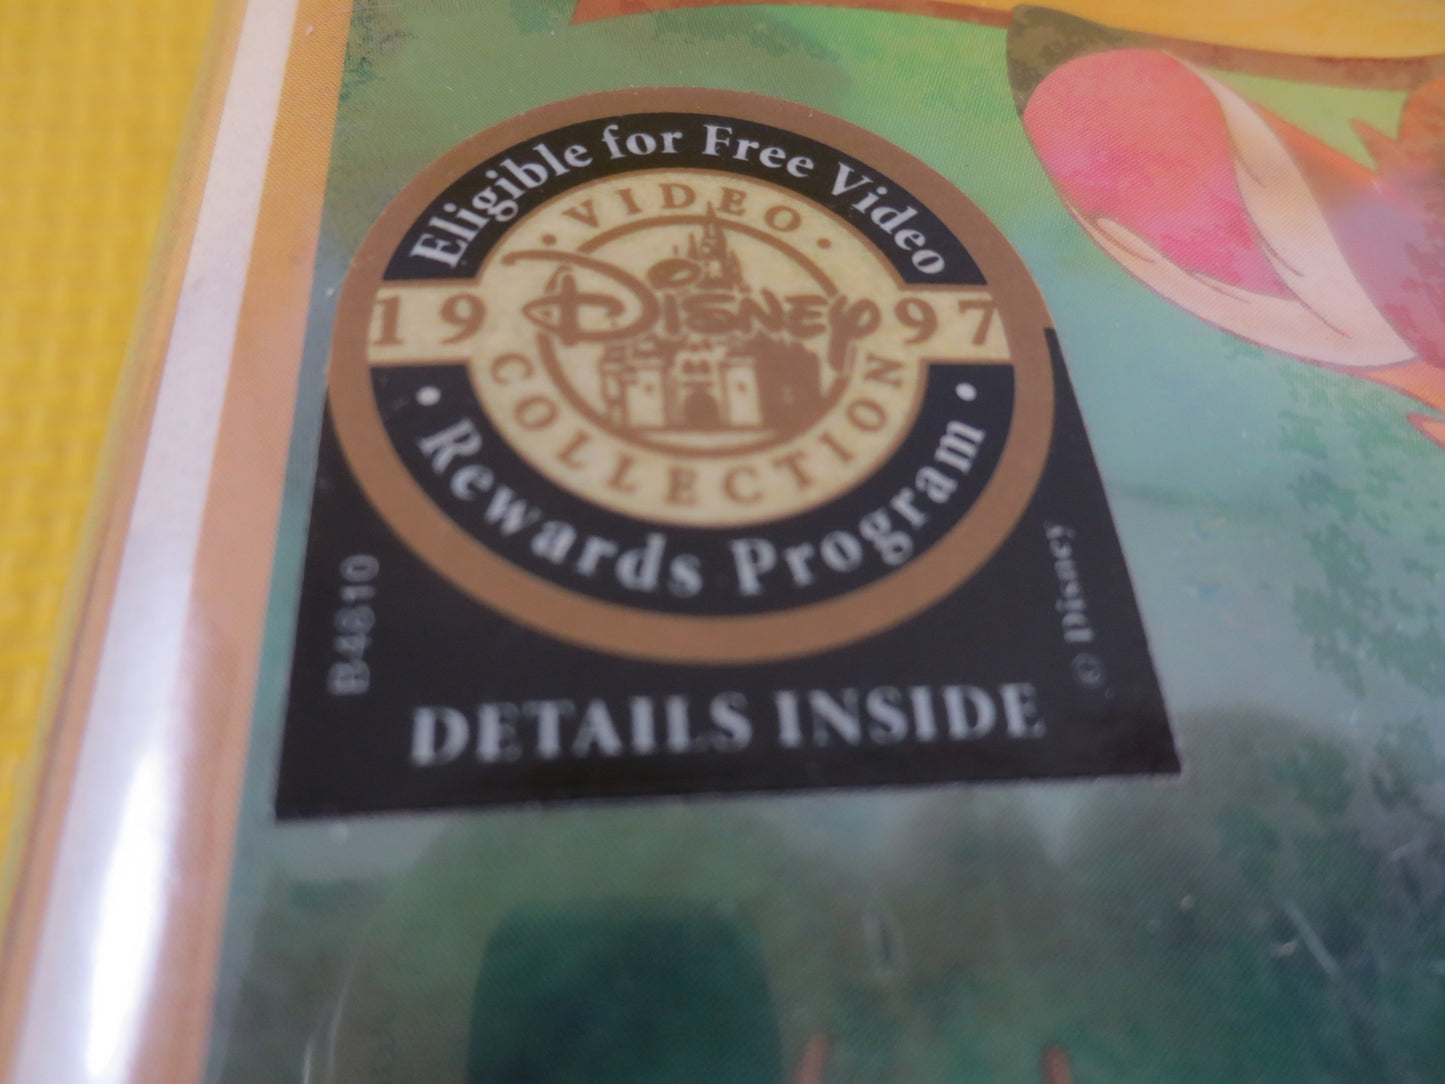 Eligible for Free Video
• VIDEO •
19 DISNEY 97
COLLECTION
• Rewards Program •
B4810
© Disney
DETAILS INSIDE